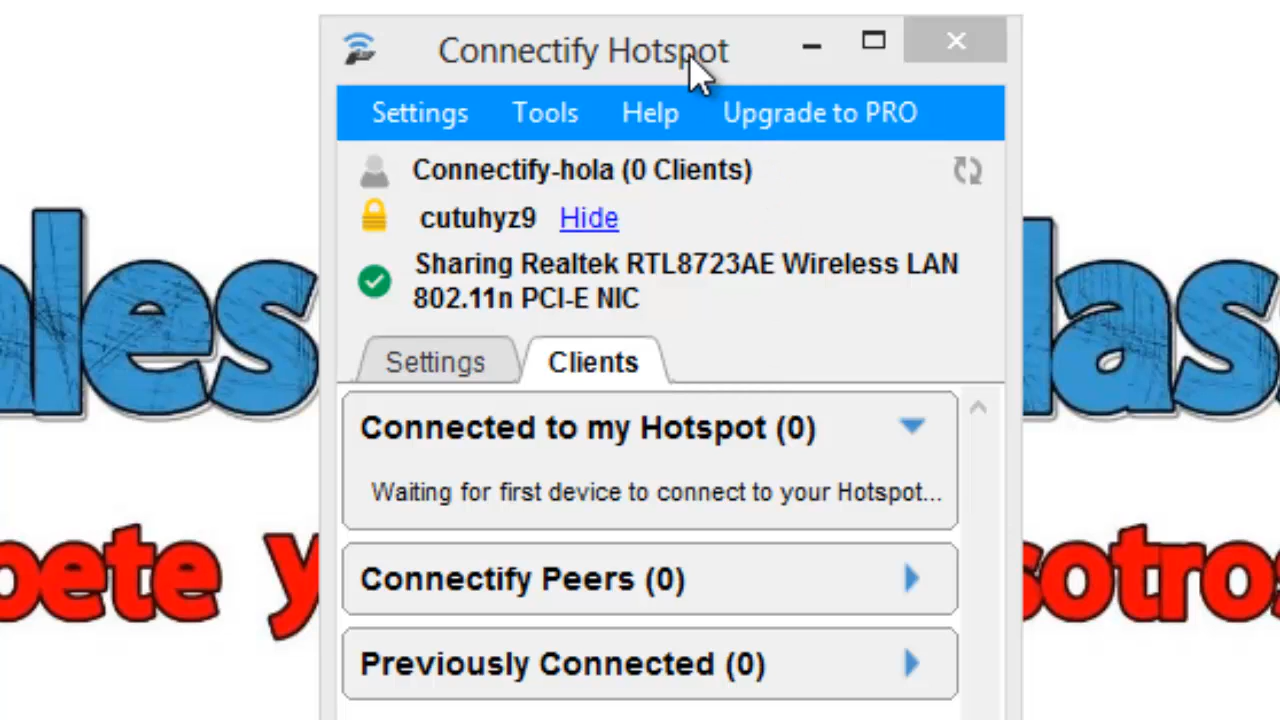 Connectify Hotspot
Settings Tools Help Upgrade to PRO
Connectify-hola (0 Clients)
cutuhyz9 Hide
Sharing Realtek RTL8723AE Wireless LAN
802.11n PCI-E NIC
Settings Clients
Connected to my Hotspot (0)
Waiting for first device to connect to your Hotspot...
Connectify Peers (0)
Previously Connected (0)